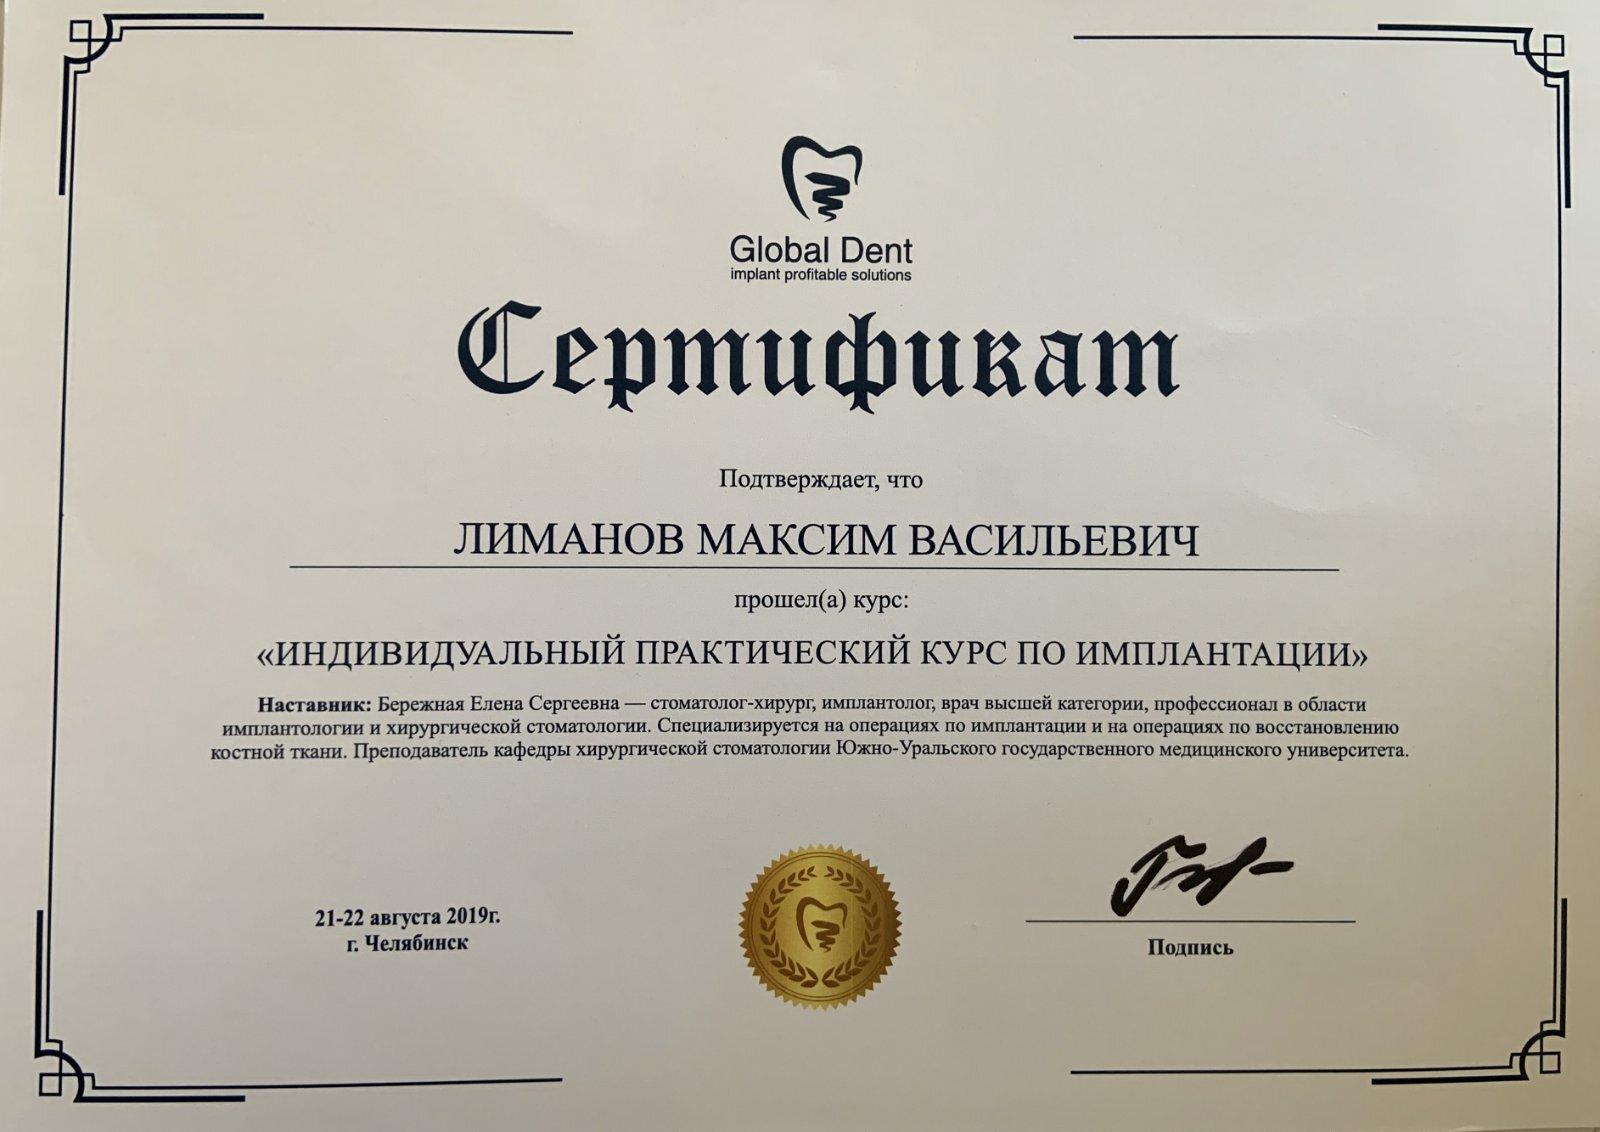 Global Dent
implant profitable solutions
Сертификат
Подтверждает, что
ЛИМАНОВ МАКСИМ ВАСИЛЬЕВИЧ
прошел(а) курс:
«ИНДИВИДУАЛЬНЫЙ ПРАКТИЧЕСКИЙ КУРС ПО ИМПЛАНТАЦИИ»
Наставник: Бережная Елена Сергеевна — стоматолог-хирург, имплантолог, врач высшей категории, профессионал в области
имплантологии и хирургической стоматологии. Специализируется на операциях по имплантации и на операциях по восстановлению
костной ткани. Преподаватель кафедры хирургической стоматологии Южно-Уральского государственного медицинского университета.
21-22 августа 2019г.
г. Челябинск
Подпись